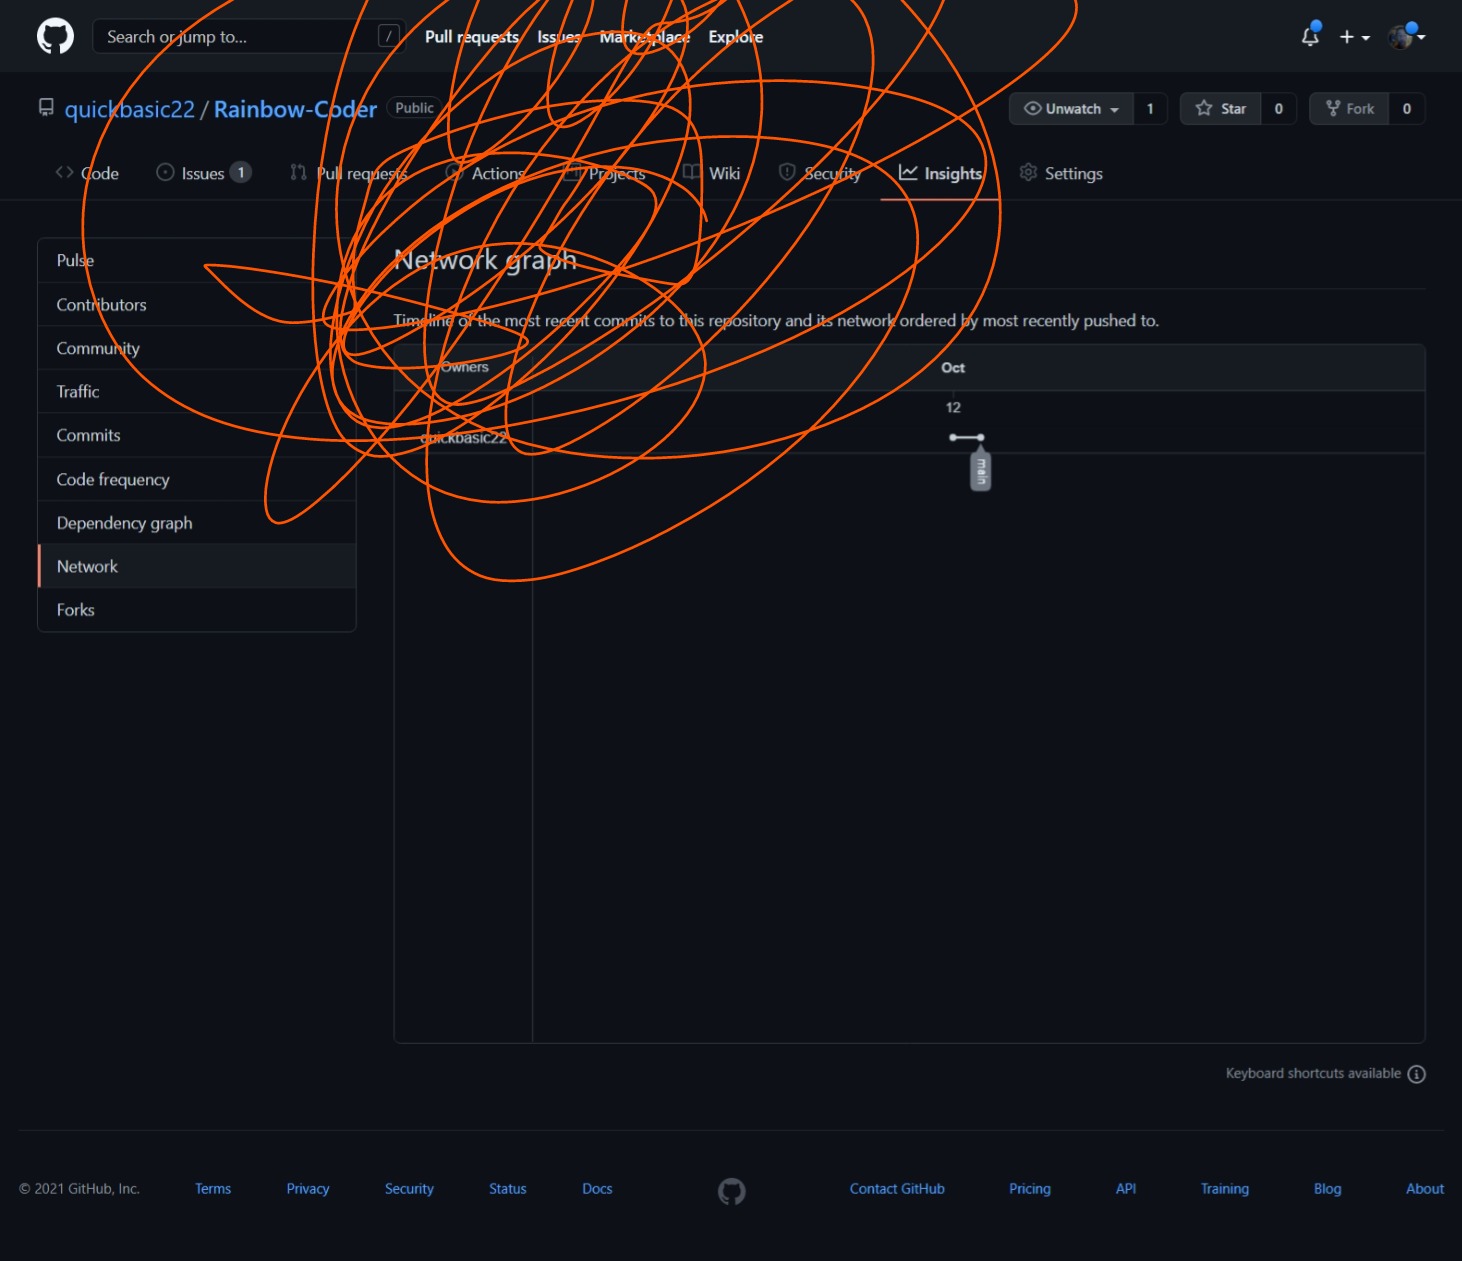 Search or jump to... / Pull requests Issues Marketplace Explore
quickbasic22 / Rainbow-Coder Public Unwatch 1 Star 0 Fork 0
Code Issues 1 Pull requests Actions Projects Wiki Security Insights Settings
Pulse
Contributors
Community
Traffic
Commits
Code frequency
Dependency graph
Network
Forks
Network graph
Timeline of the most recent commits to this repository and its network ordered by most recently pushed to.
Owners Oct
12
quickbasic22
main
Keyboard shortcuts available
© 2021 GitHub, Inc. Terms Privacy Security Status Docs Contact GitHub Pricing API Training Blog About